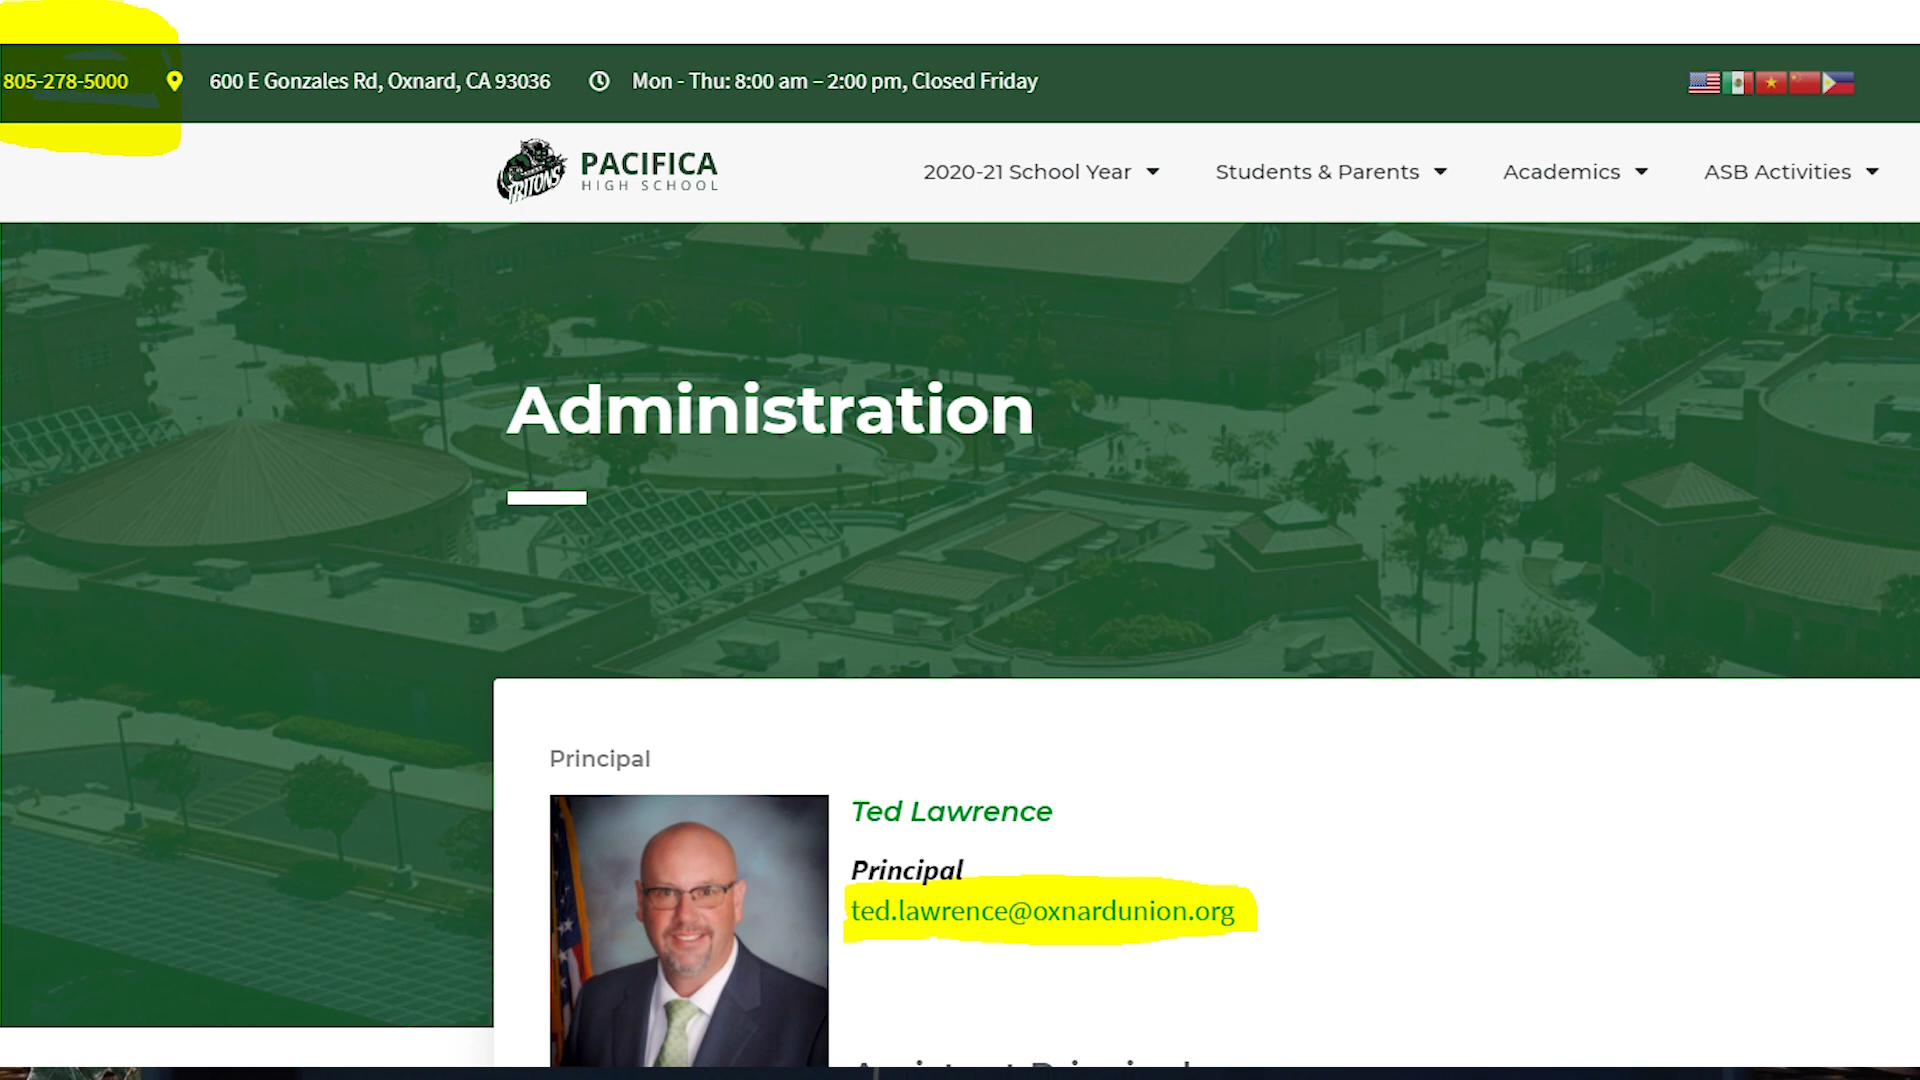 805-278-5000
600 E Gonzales Rd, Oxnard, CA 93036
Mon - Thu: 8:00 am – 2:00 pm, Closed Friday
TRITONS
PACIFICA
HIGH SCHOOL
2020-21 School Year
Students & Parents
Academics
ASB Activities
Administration
Principal
Ted Lawrence
Principal
ted.lawrence@oxnardunion.org